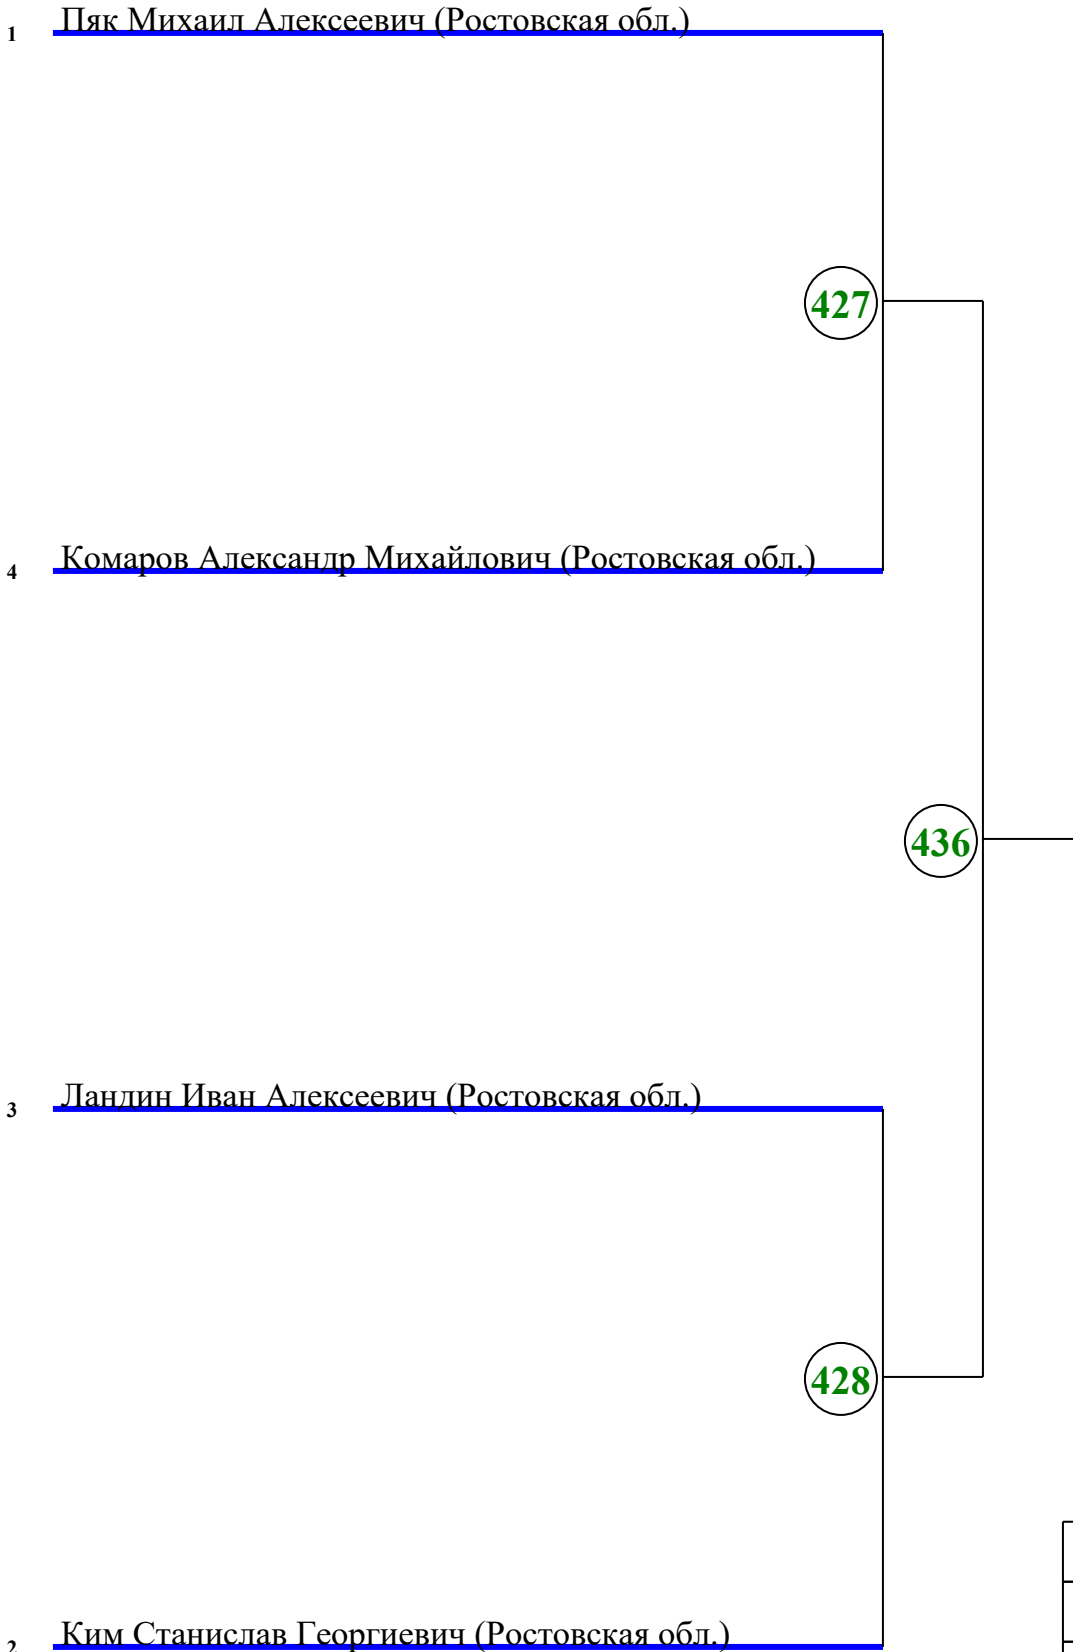 1 Пяк Михаил Алексеевич (Ростовская обл.)
427
4 Комаров Александр Михайлович (Ростовская обл.)
436
3 Ландин Иван Алексеевич (Ростовская обл.)
428
2 Ким Станислав Георгиевич (Ростовская обл.)